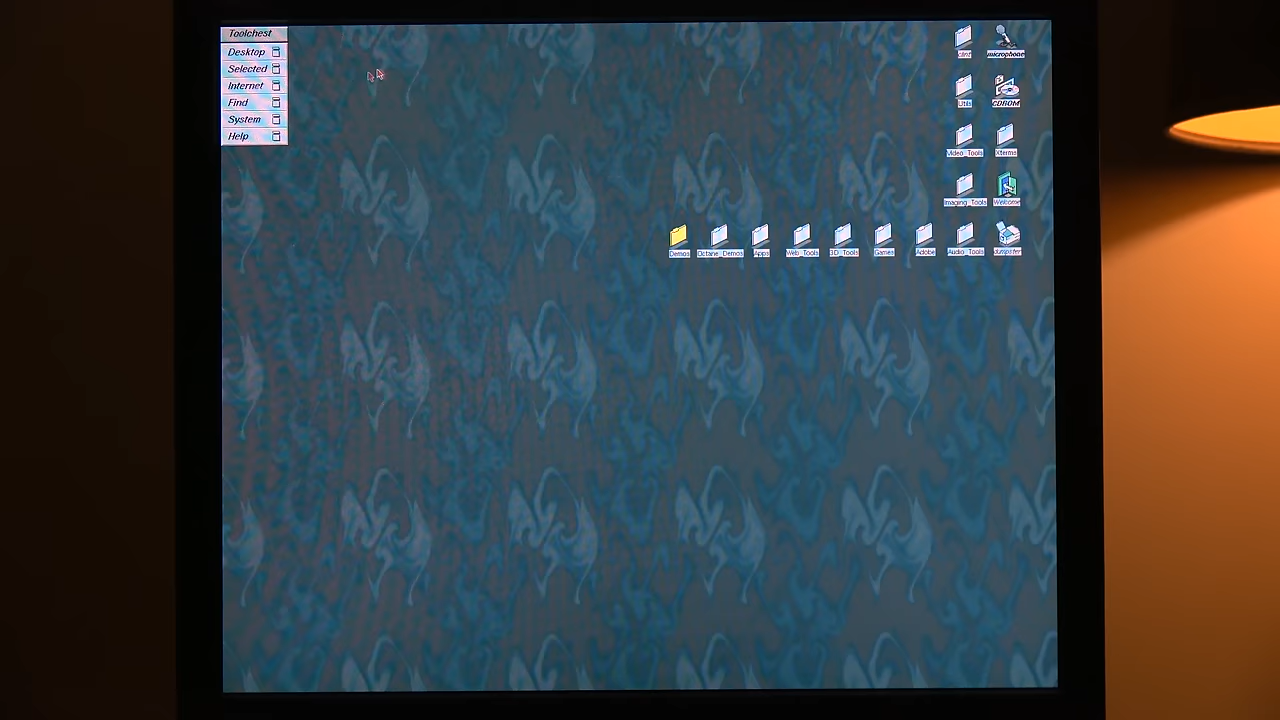 Toolchest
Desktop
Selected
Internet
Find
System
Help
microphone
Utils
CDROM
Video_Tools
Xterms
Imaging_Tools
Welcome
Demos
Octane_Demos
Apps
Web_Tools
3D_Tools
Games
Adobe
Audio_Tools
dumpster